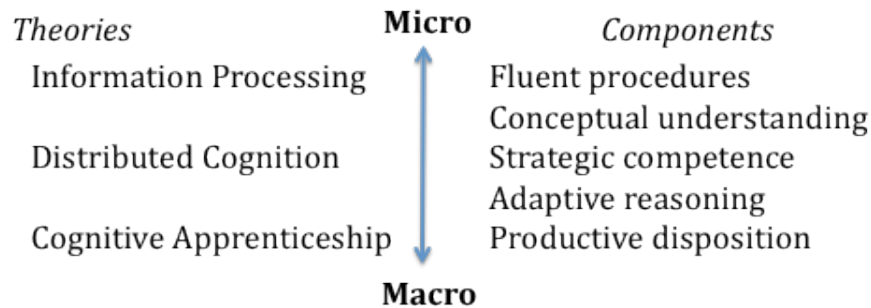 Theories Micro Components
Information Processing Fluent procedures
Conceptual understanding
Distributed Cognition Strategic competence
Adaptive reasoning
Cognitive Apprenticeship Productive disposition
Macro